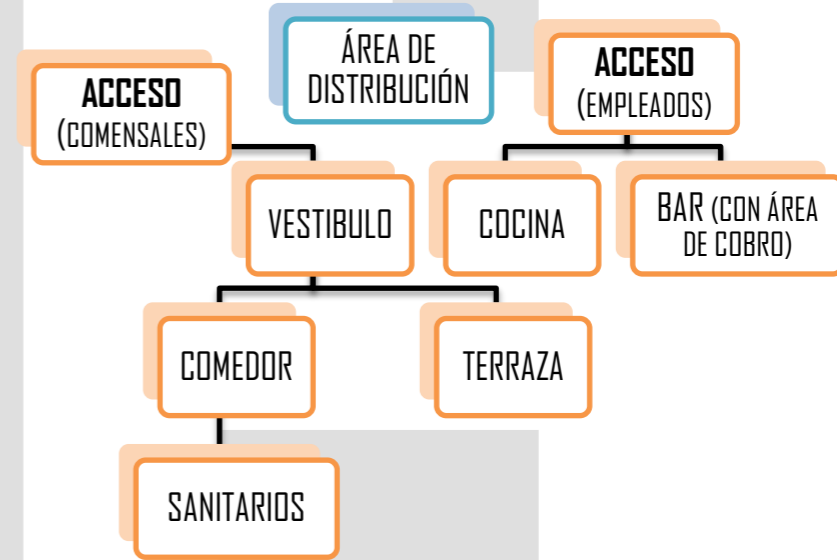 ÁREA DE
DISTRIBUCIÓN
ACCESO
(COMENSALES)
ACCESO
(EMPLEADOS)
VESTIBULO
COCINA
BAR (CON ÁREA
DE COBRO)
COMEDOR
TERRAZA
SANITARIOS